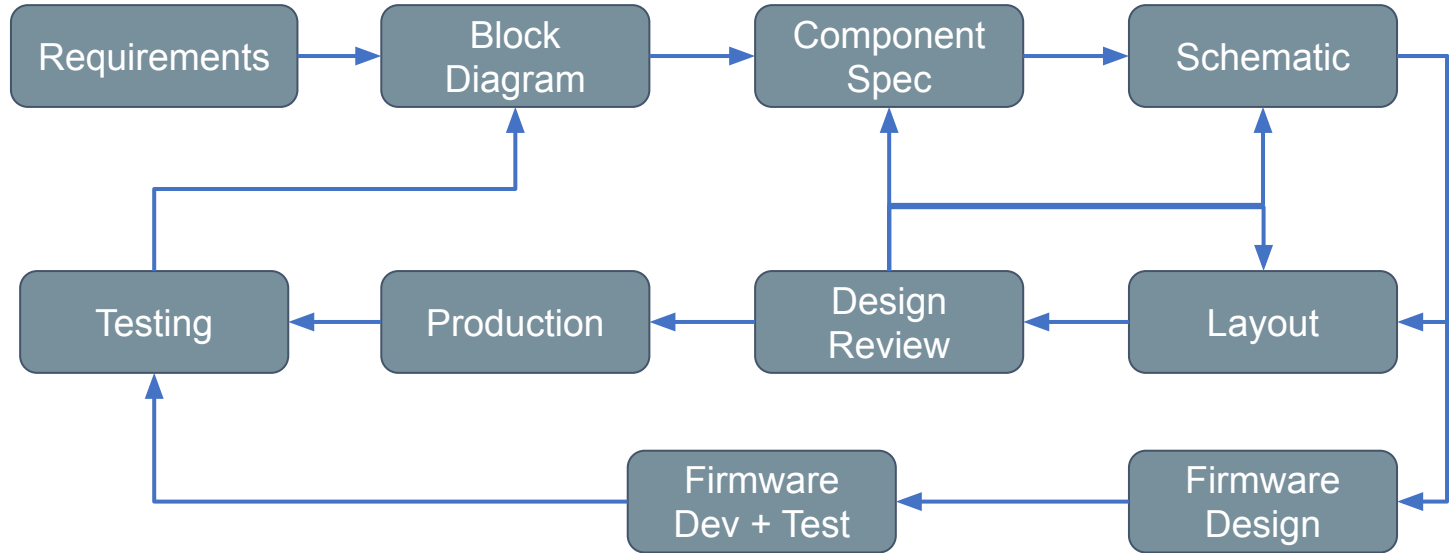 Requirements
Block
Diagram
Component
Spec
Schematic
Testing
Production
Design
Review
Layout
Firmware
Dev + Test
Firmware
Design